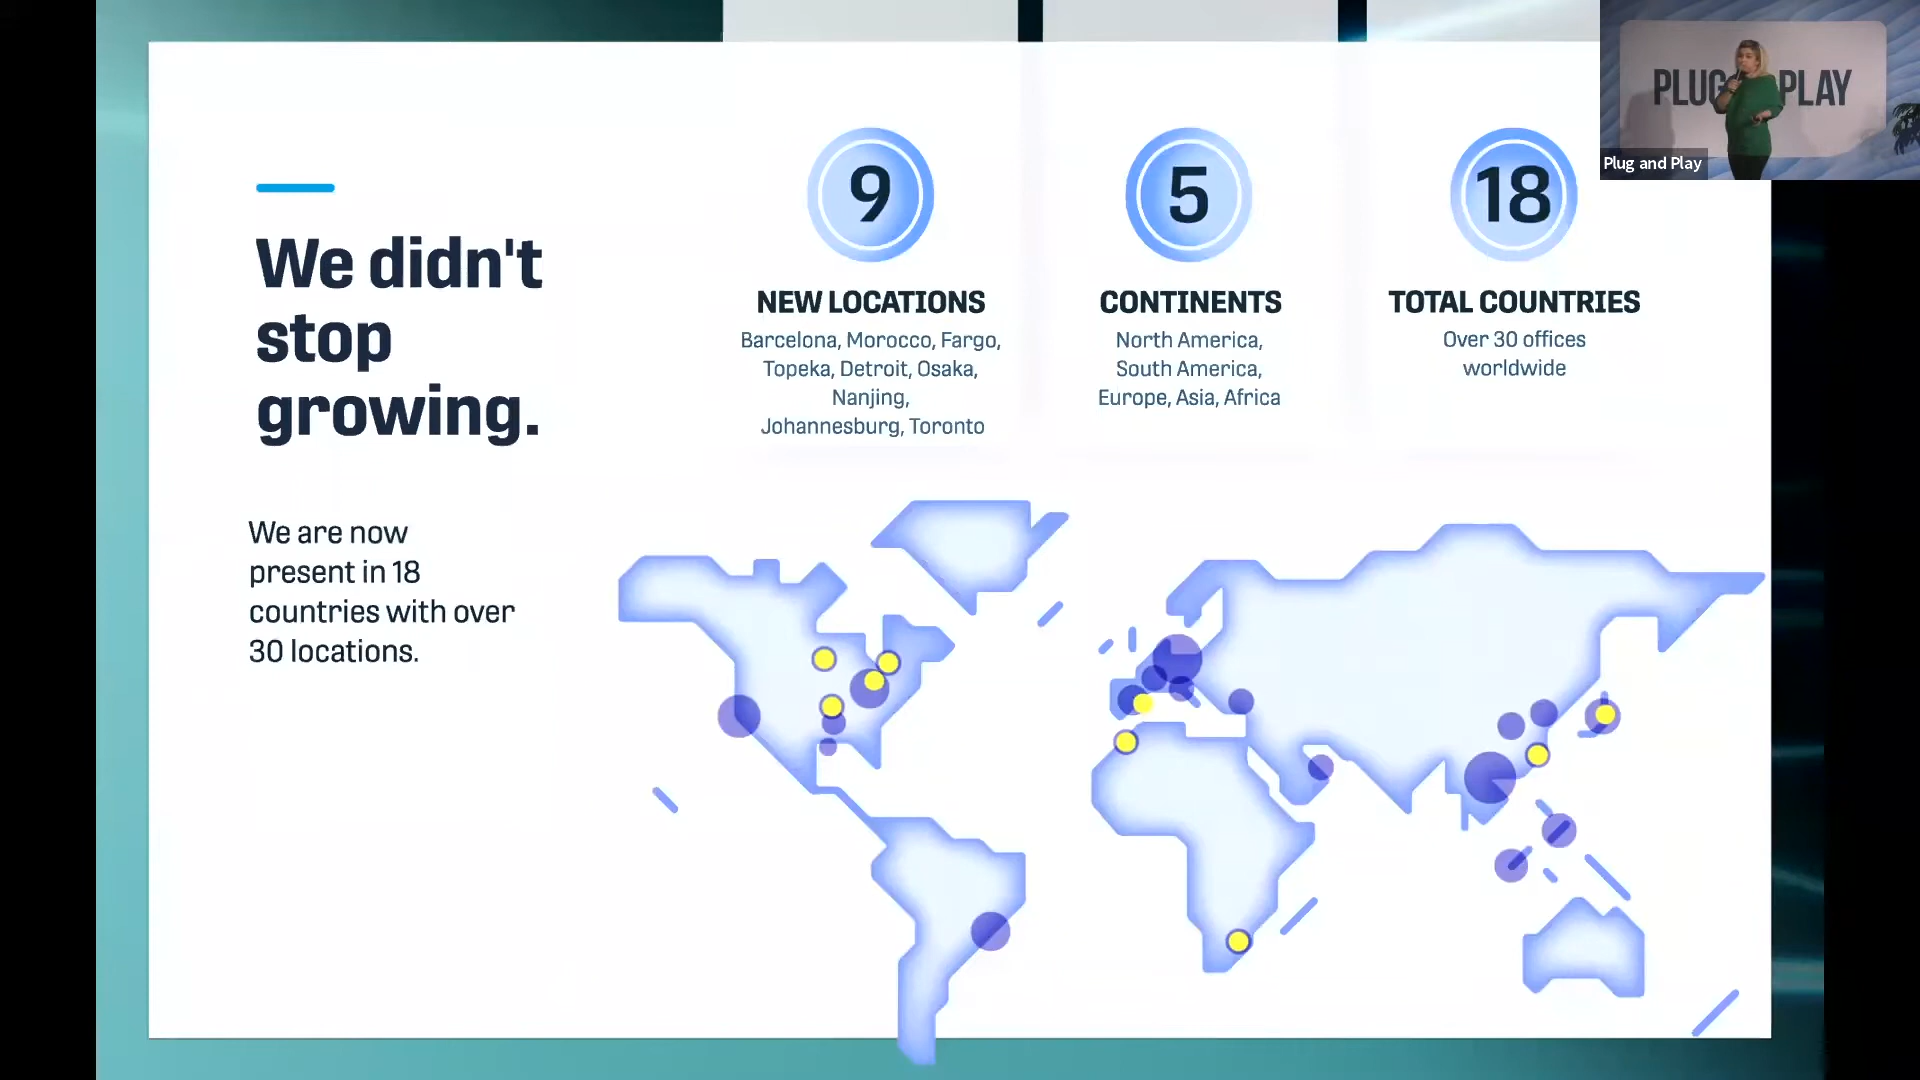 We didn't
stop
growing.
We are now
present in 18
countries with over
30 locations.
9
NEW LOCATIONS
Barcelona, Morocco, Fargo,
Topeka, Detroit, Osaka,
Nanjing,
Johannesburg, Toronto
5
CONTINENTS
North America,
South America,
Europe, Asia, Africa
18
TOTAL COUNTRIES
Over 30 offices
worldwide
PLUG PLAY
Plug and Play